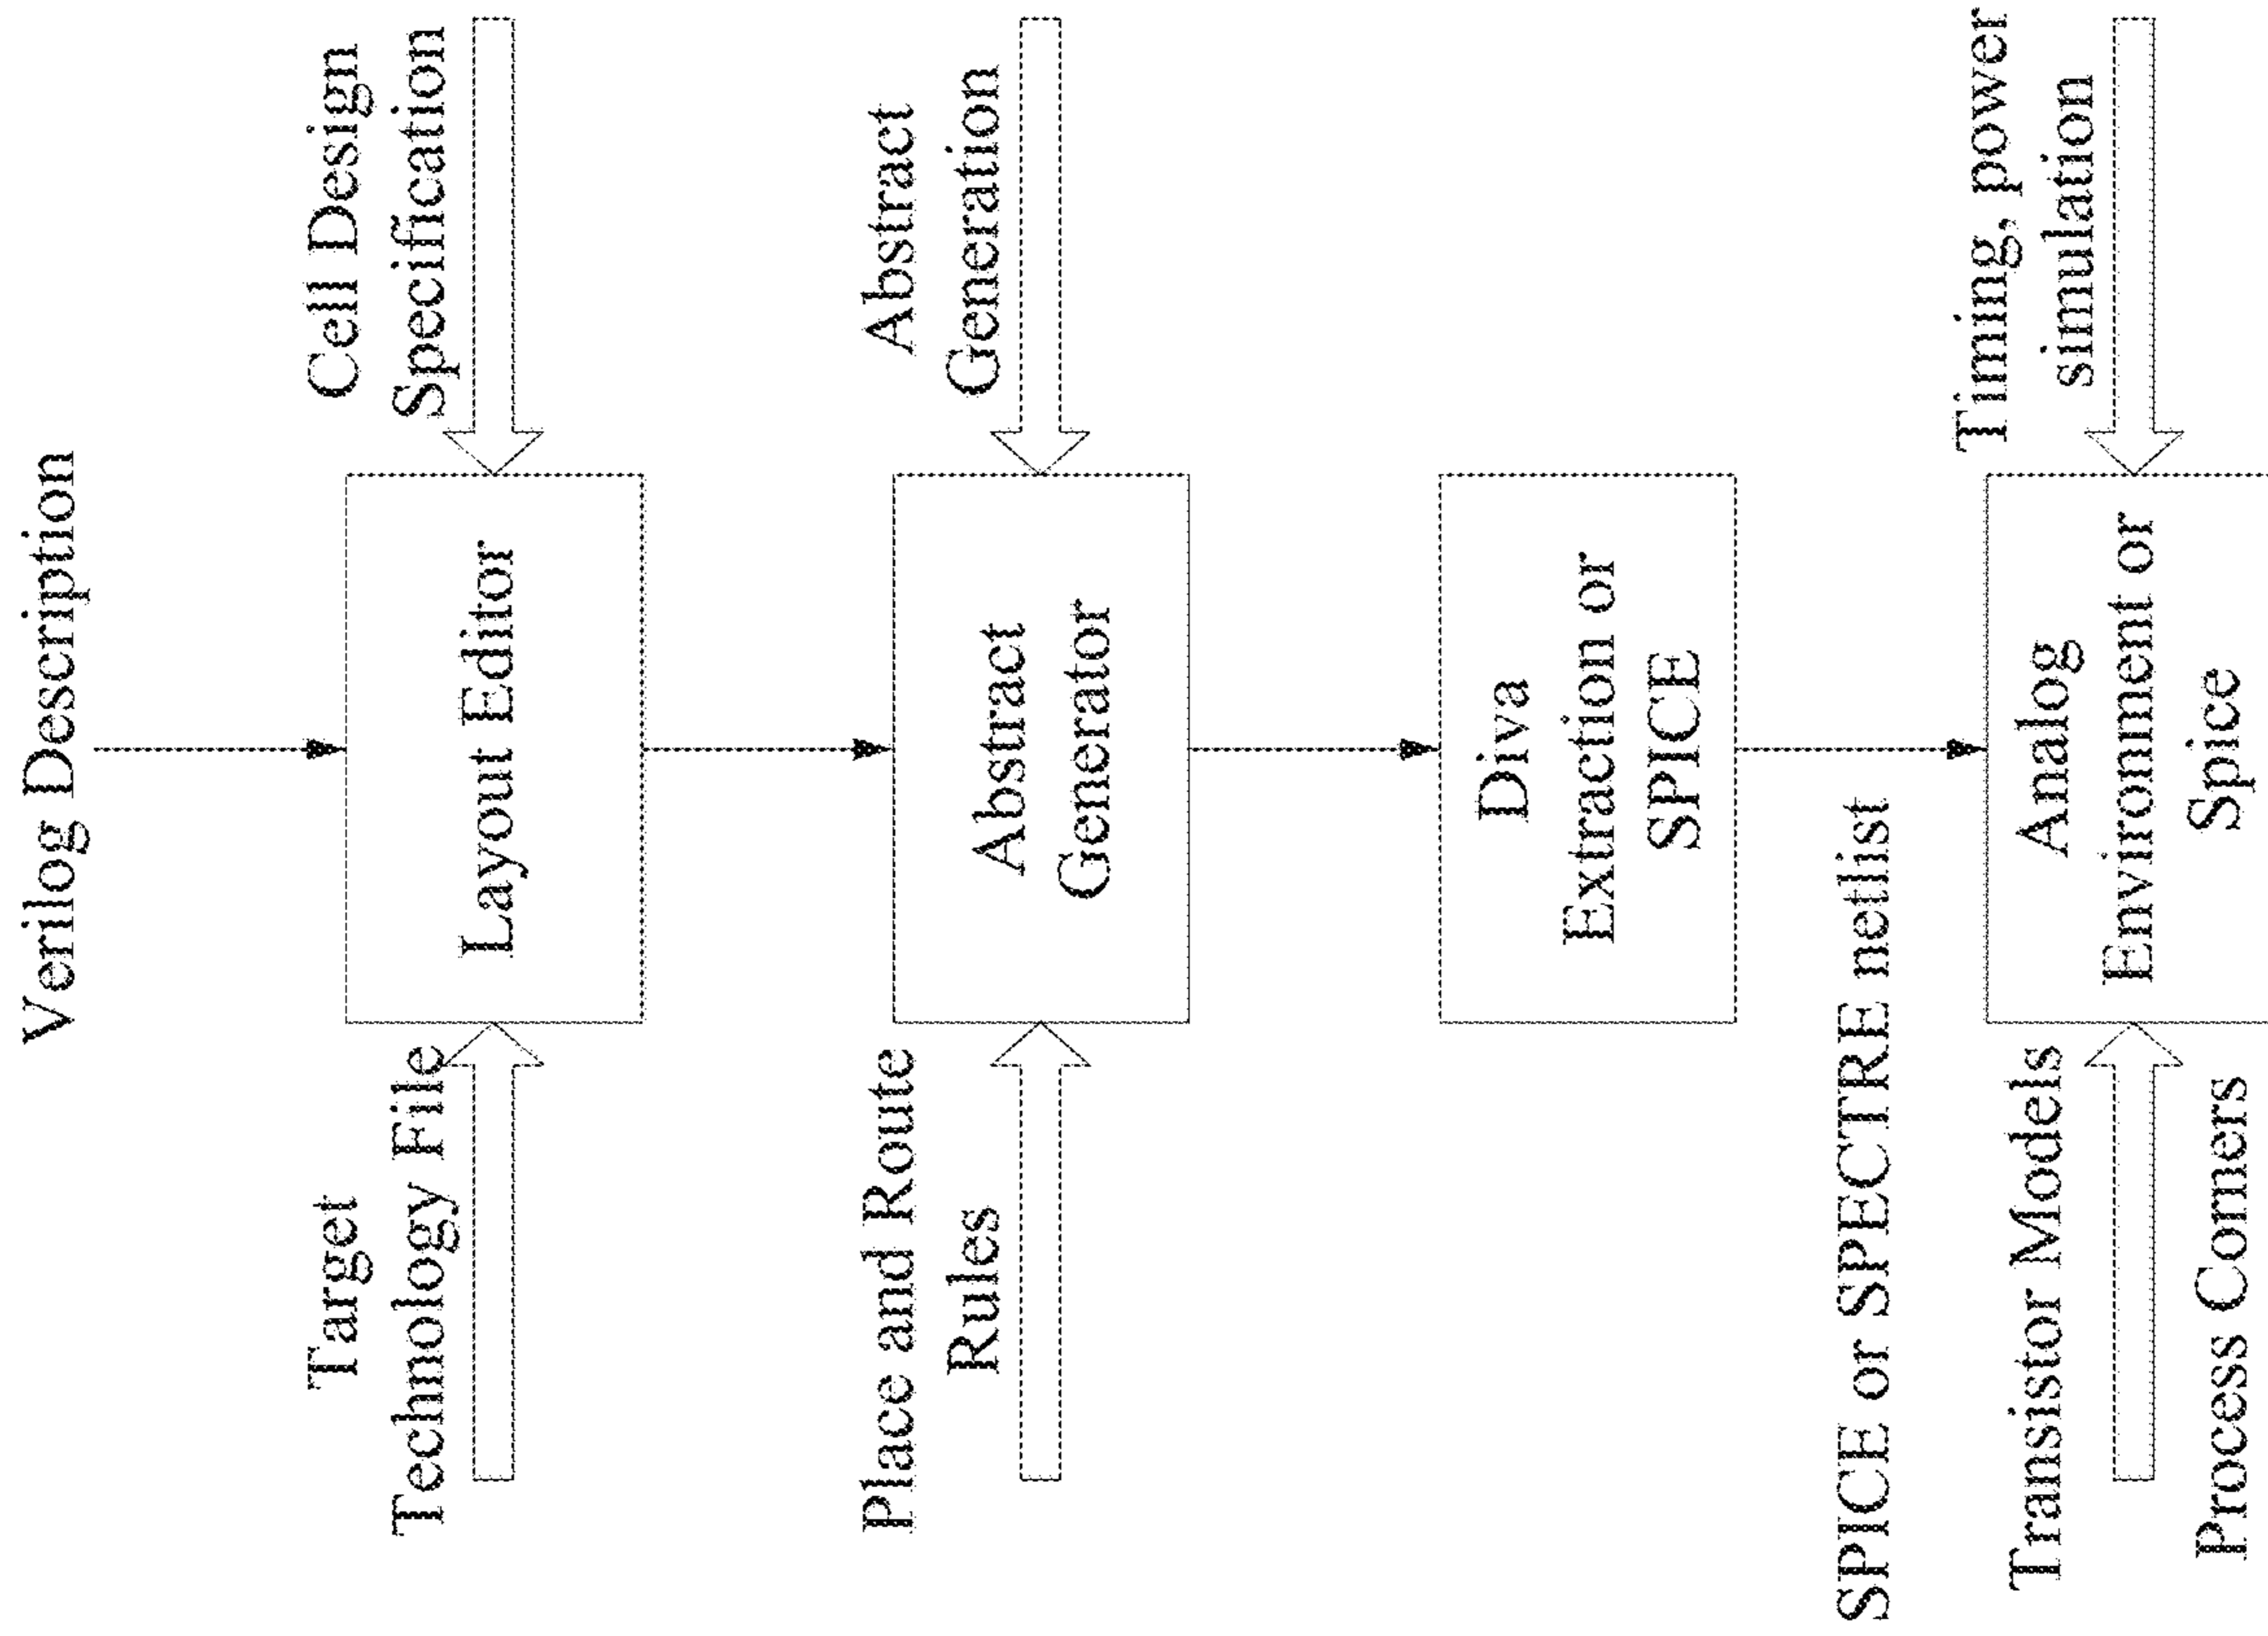 Verilog Description
Target
Technology File
Layout Editor
Cell Design
Specification
Place and Route
Rules
Abstract
Generator
Abstract
Generation
Diva
Extraction or
SPICE
SPICE or SPECTRE netlist
Transistor Models
Process Corners
Analog
Environment or
Spice
Timing, power
simulation